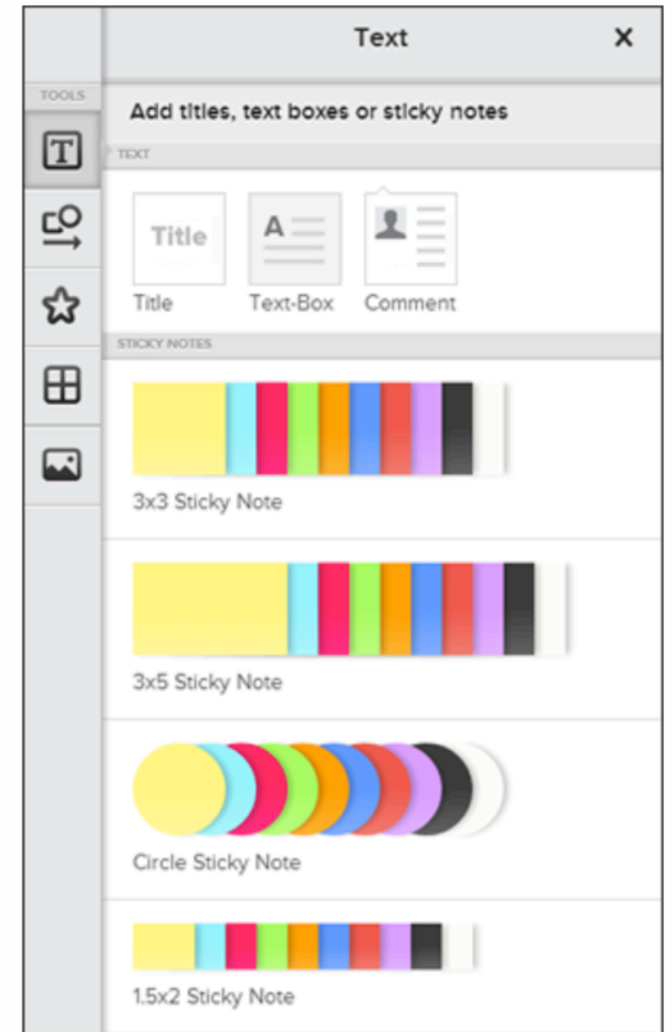 Text ×
TOOLS
Add titles, text boxes or sticky notes
TEXT
T
Title
A
Title Text-Box Comment
STICKY NOTES
3x3 Sticky Note
3x5 Sticky Note
Circle Sticky Note
1.5x2 Sticky Note